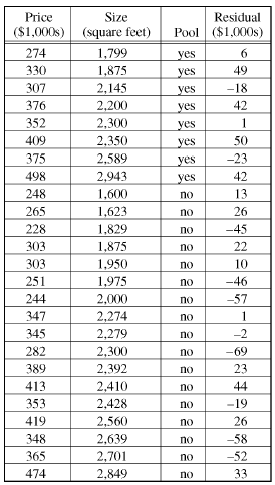 Price ($1,000s) Size (square feet) Pool Residual ($1,000s)
274 1,799 yes 6
330 1,875 yes 49
307 2,145 yes –18
376 2,200 yes 42
352 2,300 yes 1
409 2,350 yes 50
375 2,589 yes –23
498 2,943 yes 42
248 1,600 no 13
265 1,623 no 26
228 1,829 no –45
303 1,875 no 22
303 1,950 no 10
251 1,975 no –46
244 2,000 no –57
347 2,274 no 1
345 2,279 no –2
282 2,300 no –69
389 2,392 no 23
413 2,410 no 44
353 2,428 no –19
419 2,560 no 26
348 2,639 no –58
365 2,701 no –52
474 2,849 no 33